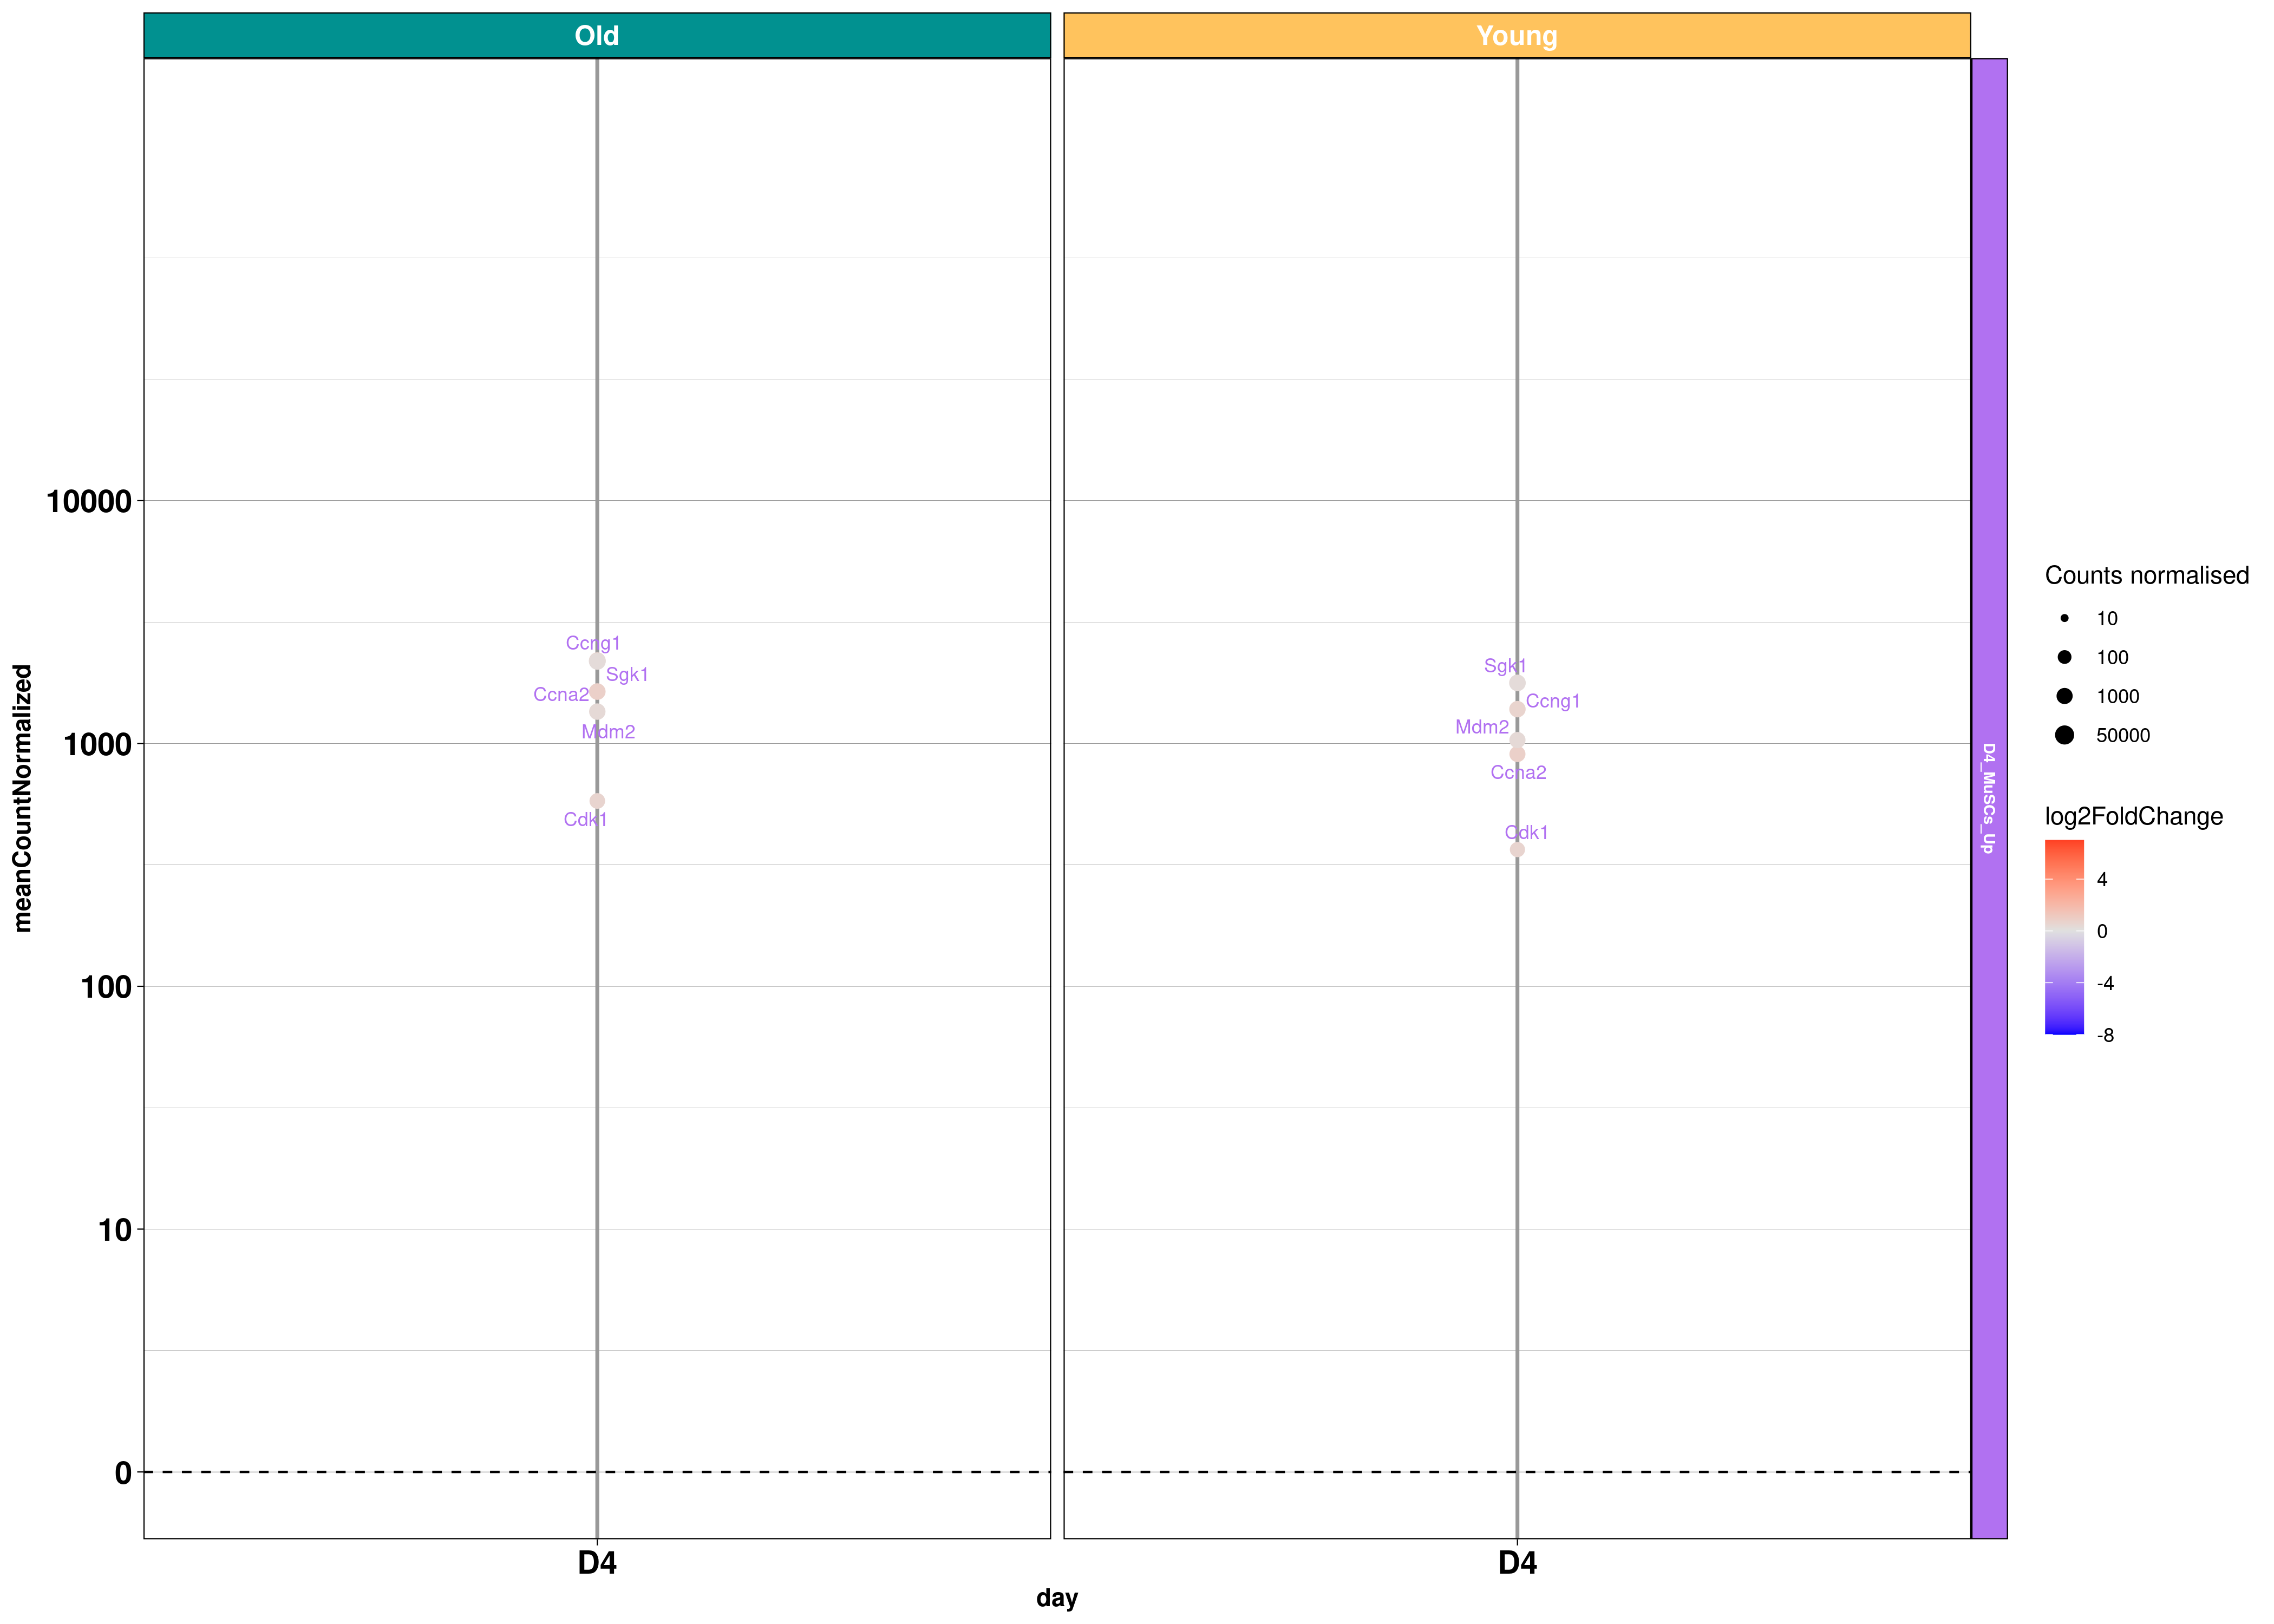 Old
Young
10000
1000
100
10
0
meanCountNormalized
Ccng1
Sgk1
Ccna2
Mdm2
Cdk1
Sgk1
Ccng1
Mdm2
Ccna2
Cdk1
D4_MuSCs_Up
D4
D4
day
Counts normalised
10
100
1000
50000
log2FoldChange
4
0
-4
-8